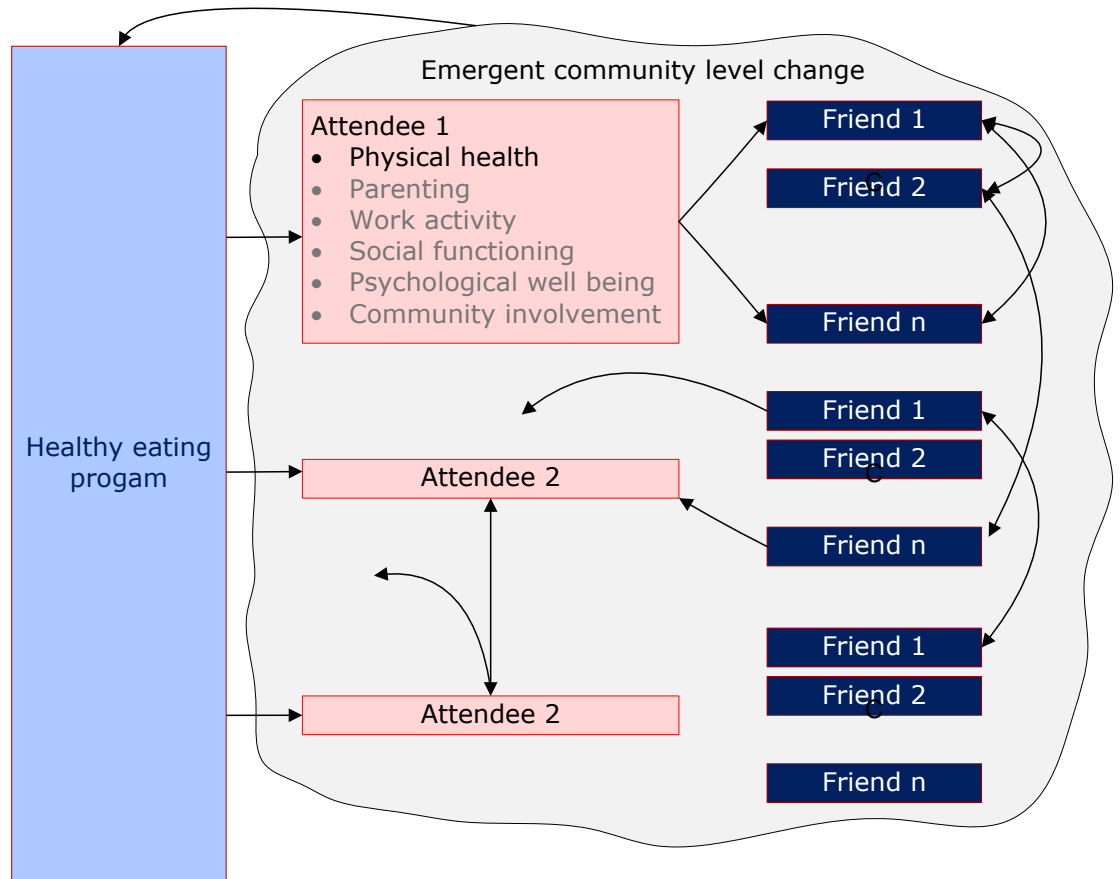 Emergent community level change
Healthy eating
progam
Attendee 1
• Physical health
• Parenting
• Work activity
• Social functioning
• Psychological well being
• Community involvement
Friend 1
Friend 2
C
Friend n
Friend 1
Friend 2
C
Friend n
Attendee 2
Friend 1
Friend 2
C
Friend n
Attendee 2